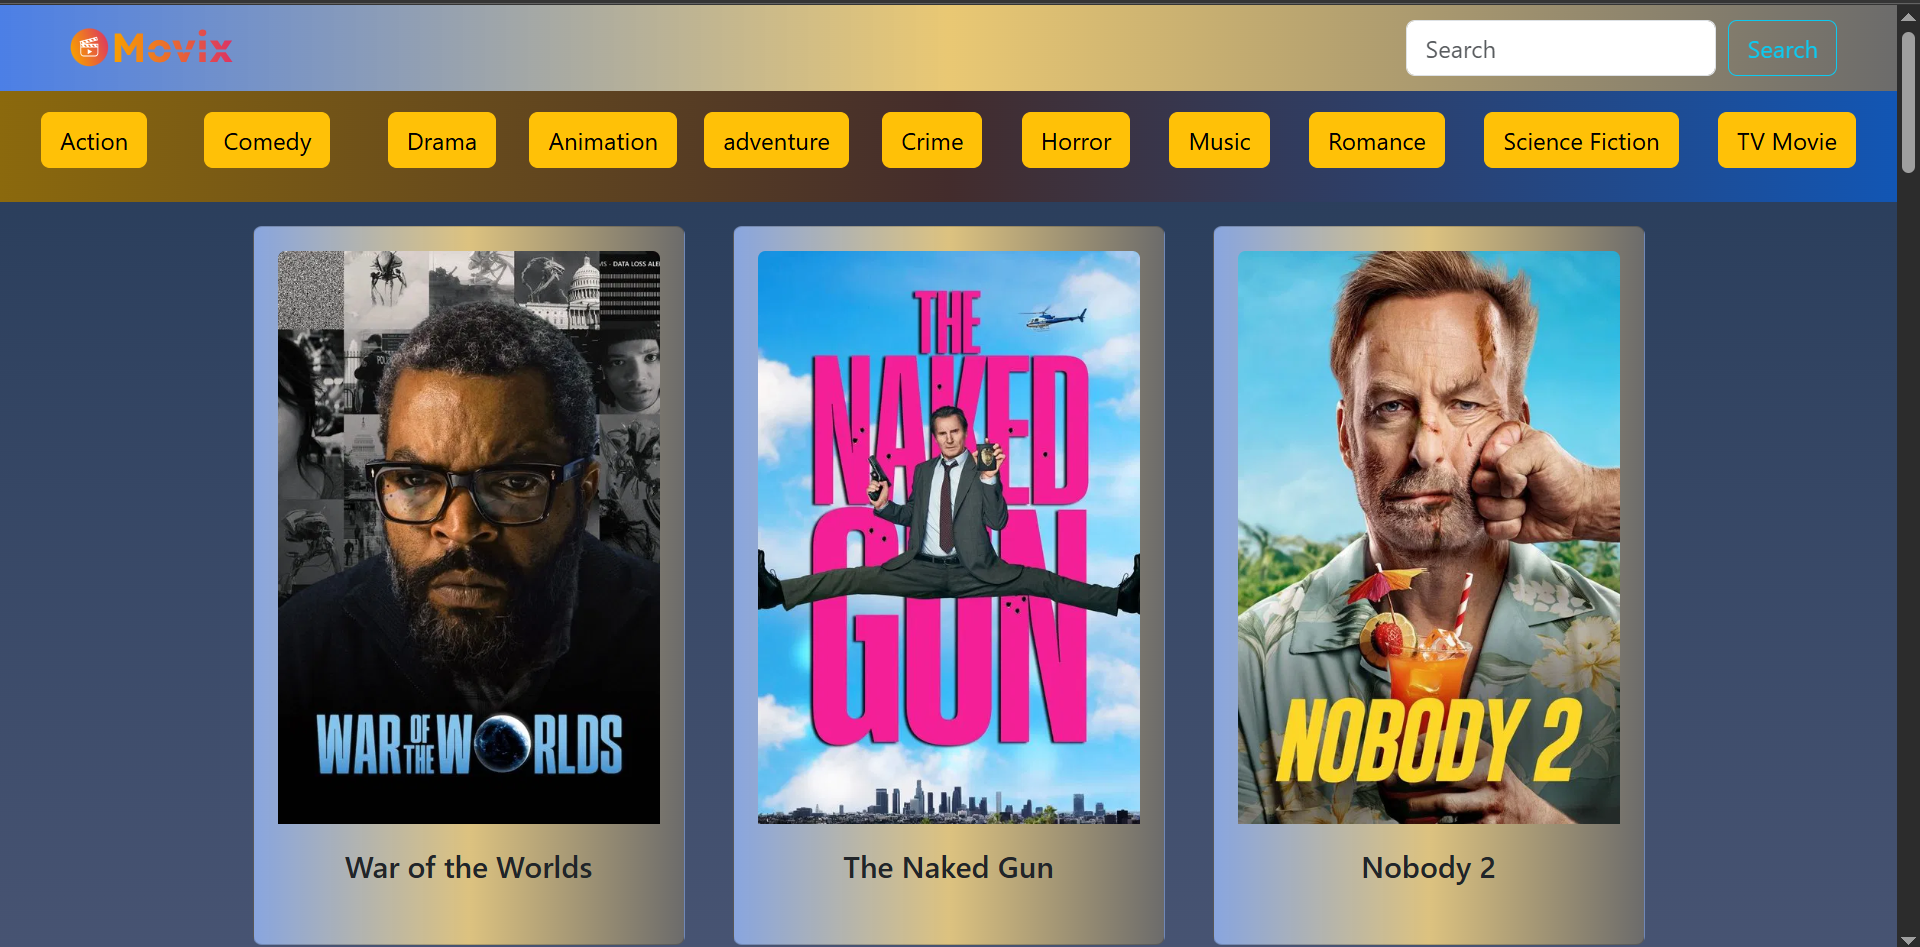 Movix
Search
Search
Action
Comedy
Drama
Animation
adventure
Crime
Horror
Music
Romance
Science Fiction
TV Movie
MS - DATA LOSS ALE
WAR OF THE WORLDS
THE
NAKED
GUN
NOBODY 2
War of the Worlds
The Naked Gun
Nobody 2